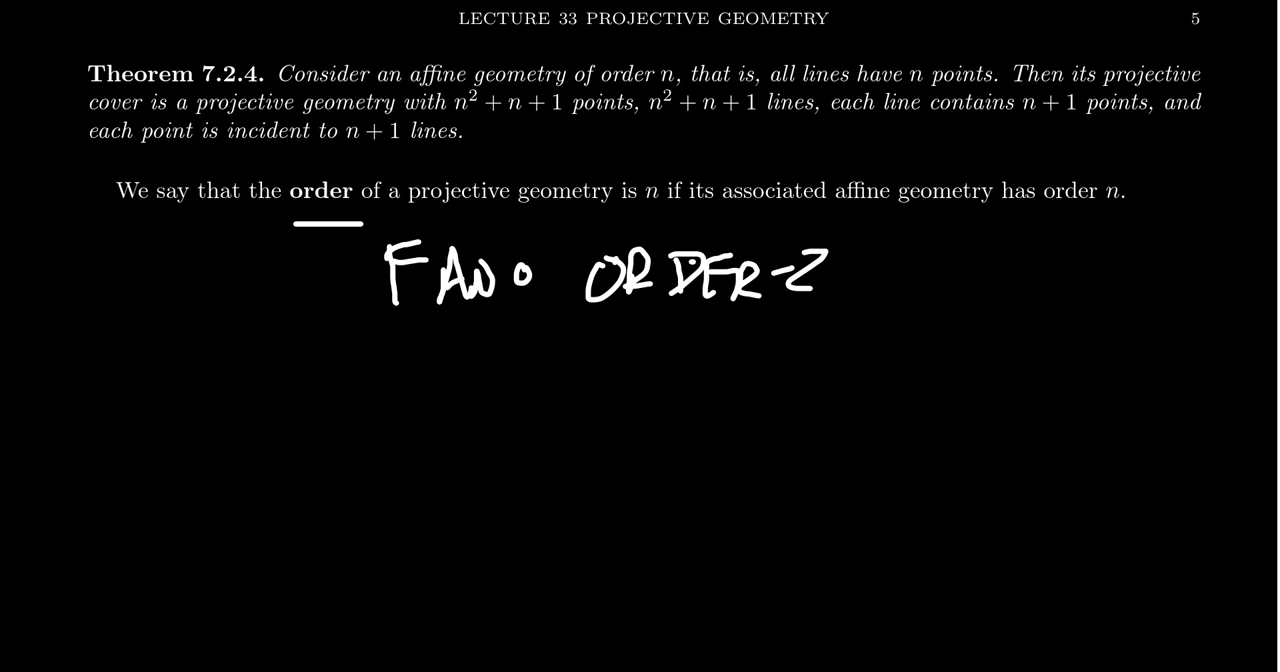 LECTURE 33 PROJECTIVE GEOMETRY 5
Theorem 7.2.4. Consider an affine geometry of order n, that is, all lines have n points. Then its projective
cover is a projective geometry with n² + n + 1 points, n² + n + 1 lines, each line contains n + 1 points, and
each point is incident to n + 1 lines.
We say that the order of a projective geometry is n if its associated affine geometry has order n.
FANO ORDER-2